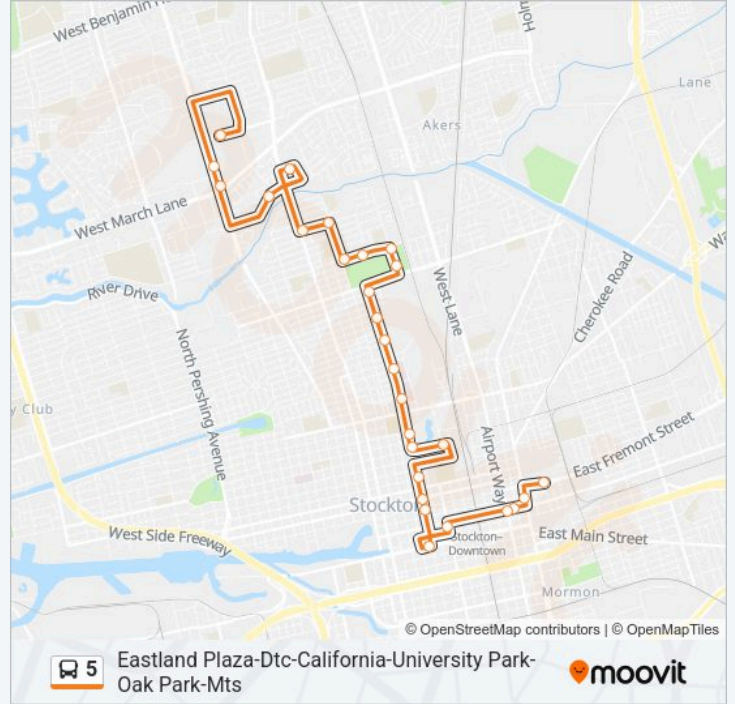 West Benjamin H
Holm
Lane
Akers
West March Lane
Wa
River Drive
West Lane
Cherokee Road
North Pershing Avenue
y Club
Airport Way
East Fremont Street
Stockton
West Side Freeway
Stockton–
Downtown
East Main Street
Mormon
© OpenStreetMap contributors | © OpenMapTiles
5
Eastland Plaza-Dtc-California-University Park-
Oak Park-Mts
moovit